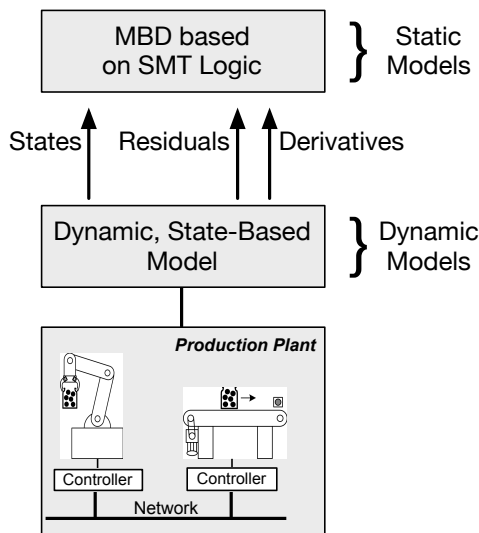 MBD based
on SMT Logic
} Static
Models
States
Residuals
Derivatives
Dynamic, State-Based
Model
} Dynamic
Models
Production Plant
Controller
Controller
Network